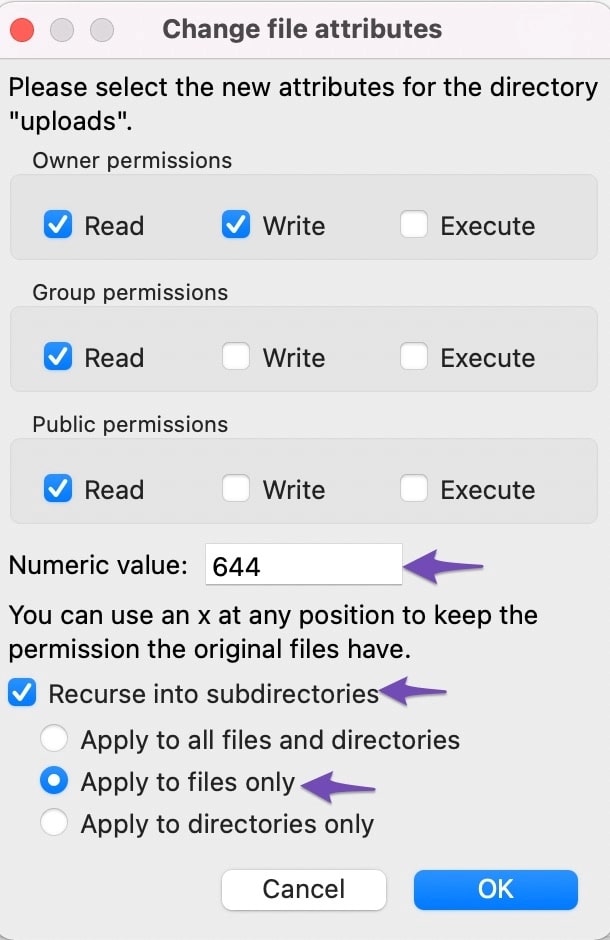 Change file attributes
Please select the new attributes for the directory
"uploads".
Owner permissions
Read Write Execute
Group permissions
Read Write Execute
Public permissions
Read Write Execute
Numeric value: 644
You can use an x at any position to keep the
permission the original files have.
Recurse into subdirectories
Apply to all files and directories
Apply to files only
Apply to directories only
Cancel OK